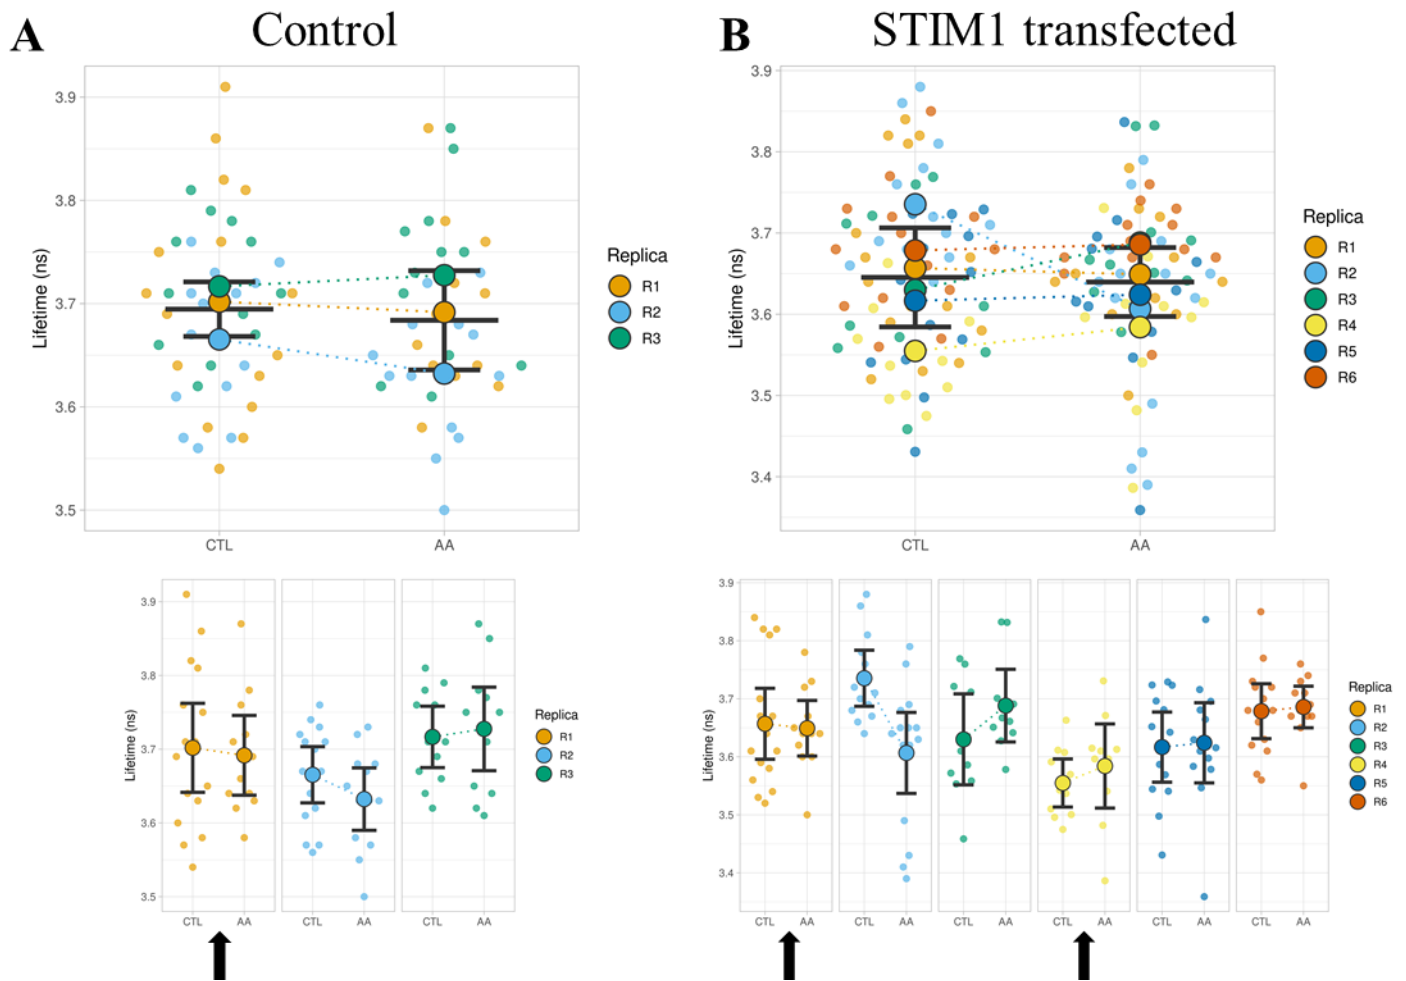 A Control
3.9
3.8
3.7
3.6
3.5
Lifetime (ns)
CTL AA
Replica
R1
R2
R3
B STIM1 transfected
3.9
3.8
3.7
3.6
3.5
3.4
Lifetime (ns)
CTL AA
Replica
R1
R2
R3
R4
R5
R6
3.9
3.8
3.7
3.6
3.5
Lifetime (ns)
CTL AA CTL AA CTL AA
Replica
R1
R2
R3
3.9
3.8
3.7
3.6
3.5
3.4
Lifetime (ns)
CTL AA CTL AA CTL AA CTL AA CTL AA CTL AA
Replica
R1
R2
R3
R4
R5
R6